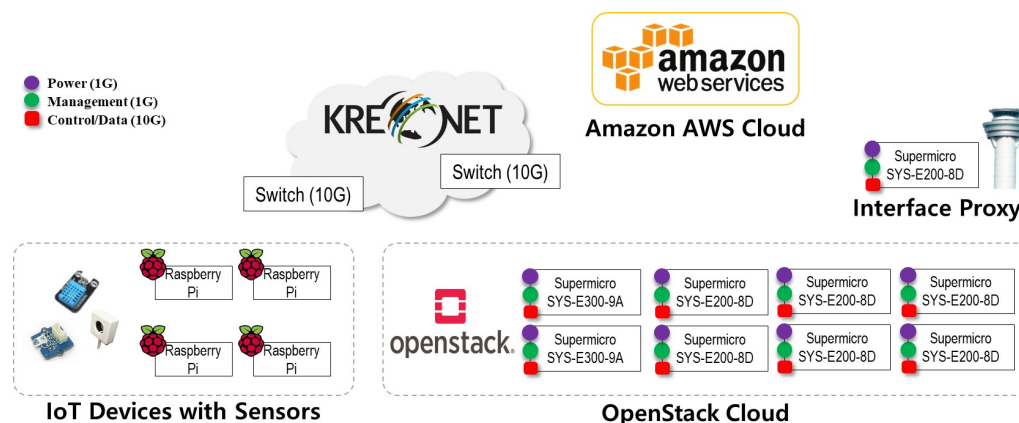 Power (1G)
Management (1G)
Control/Data (10G)
KREONET
Switch (10G)
Switch (10G)
amazon
web services
Amazon AWS Cloud
Supermicro
SYS-E200-8D
Interface Proxy
Raspberry
Pi
Raspberry
Pi
Raspberry
Pi
Raspberry
Pi
IoT Devices with Sensors
openstack.
Supermicro
SYS-E300-9A
Supermicro
SYS-E200-8D
Supermicro
SYS-E200-8D
Supermicro
SYS-E200-8D
Supermicro
SYS-E300-9A
Supermicro
SYS-E200-8D
Supermicro
SYS-E200-8D
Supermicro
SYS-E200-8D
OpenStack Cloud